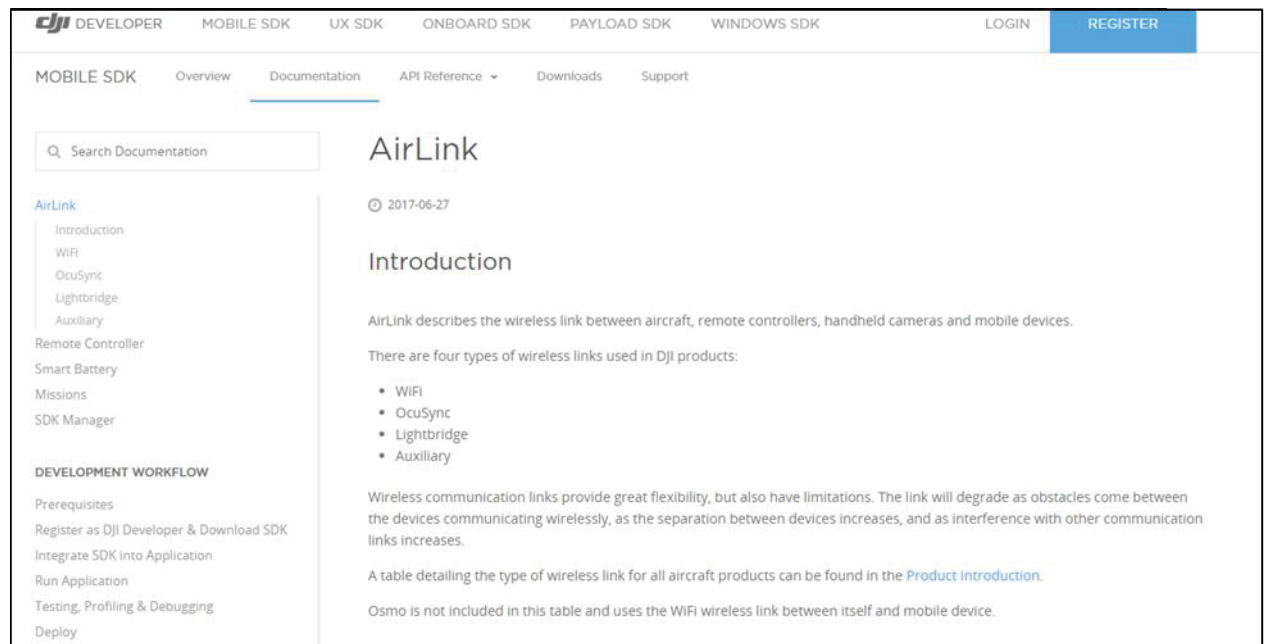 dji DEVELOPER MOBILE SDK UX SDK ONBOARD SDK PAYLOAD SDK WINDOWS SDK LOGIN REGISTER
MOBILE SDK Overview Documentation API Reference Downloads Support
Search Documentation
AirLink
Introduction
WiFi
OcuSync
Lightbridge
Auxiliary
Remote Controller
Smart Battery
Missions
SDK Manager
DEVELOPMENT WORKFLOW
Prerequisites
Register as DJI Developer & Download SDK
Integrate SDK into Application
Run Application
Testing, Profiling & Debugging
Deploy
AirLink
2017-06-27
Introduction
AirLink describes the wireless link between aircraft, remote controllers, handheld cameras and mobile devices.
There are four types of wireless links used in DJI products:
• WiFi
• OcuSync
• Lightbridge
• Auxiliary
Wireless communication links provide great flexibility, but also have limitations. The link will degrade as obstacles come between
the devices communicating wirelessly, as the separation between devices increases, and as interference with other communication
links increases.
A table detailing the type of wireless link for all aircraft products can be found in the Product Introduction.
Osmo is not included in this table and uses the WiFi wireless link between itself and mobile device.